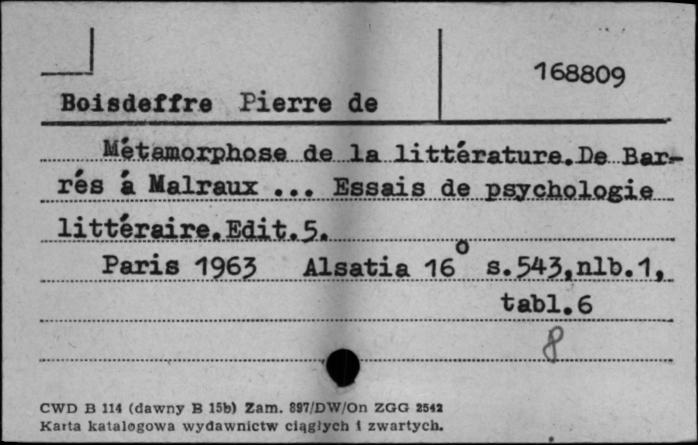 168809
Boisdeffre Pierre de
Métamorphose de la littérature.De Bar-
rés á Malraux ... Essais de psychologie
littéraire.Edit.5.
Paris 1963 Alsatia 16° s.543,nlb.1,
tabl.6
8
CWD B 114 (dawny B 15b) Zam. 897/DW/On ZGG 2542
Karta katalogowa wydawnictw ciągłych i zwartych.